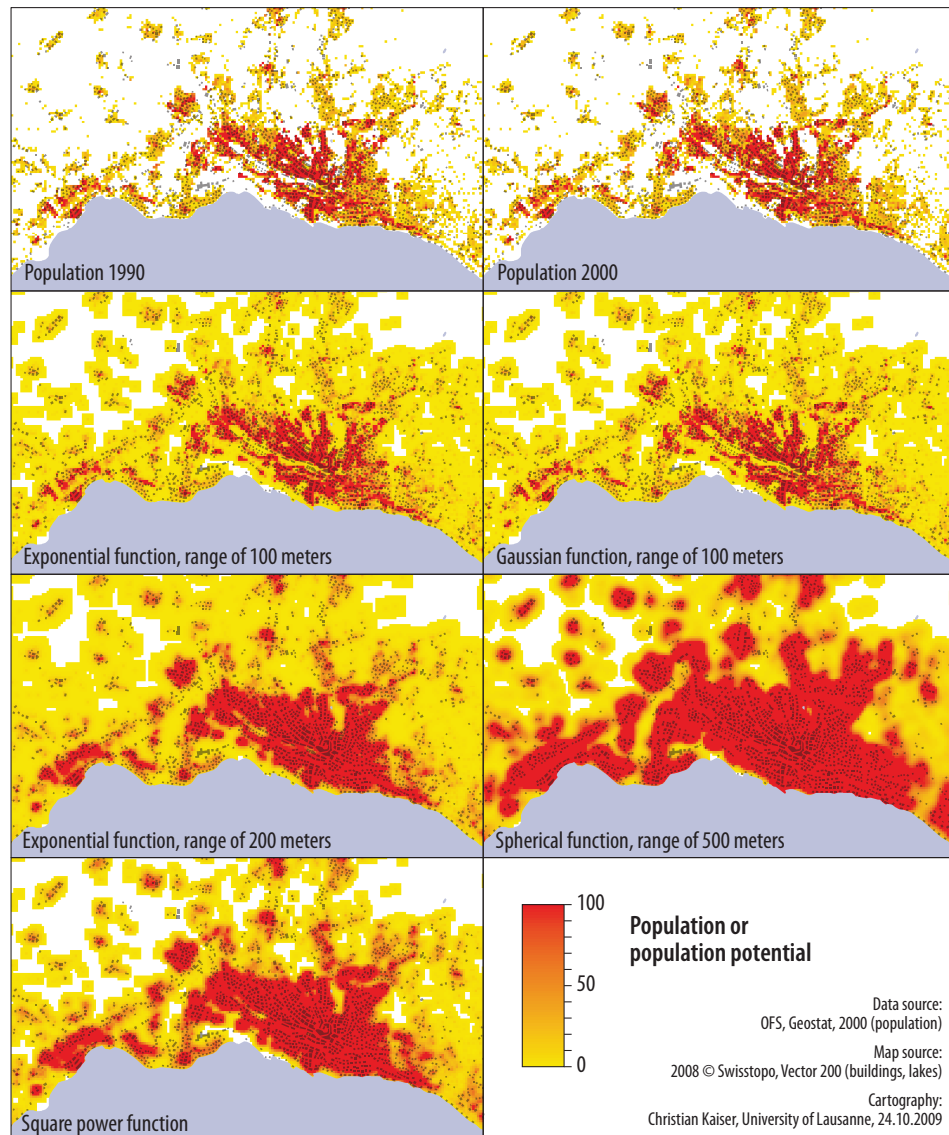 Population 1990
Population 2000
Exponential function, range of 100 meters
Gaussian function, range of 100 meters
Exponential function, range of 200 meters
Spherical function, range of 500 meters
Square power function
100
50
0
Population or
population potential
Data source:
OFS, Geostat, 2000 (population)
Map source:
2008 © Swisstopo, Vector 200 (buildings, lakes)
Cartography:
Christian Kaiser, University of Lausanne, 24.10.2009